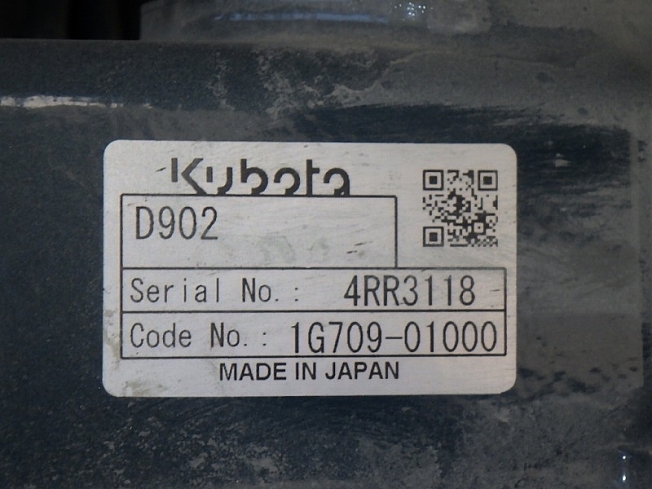 Kubota
D902
Serial No.: 4RR3118
Code No.: 1G709-01000
MADE IN JAPAN